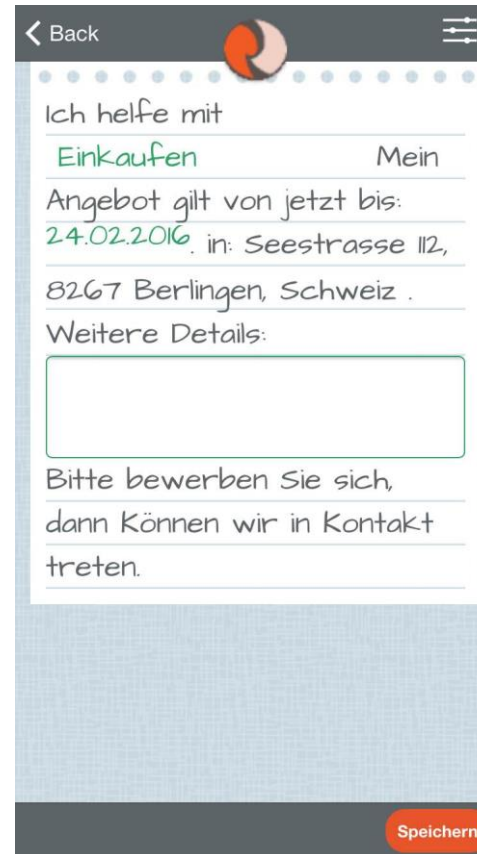 Back
Ich helfe mit
Einkaufen Mein
Angebot gilt von jetzt bis:
24.02.2016. in: Seestrasse 112,
8267 Berlingen, Schweiz .
Weitere Details:
Bitte bewerben Sie sich,
dann Können wir in Kontakt
treten.
Speichern